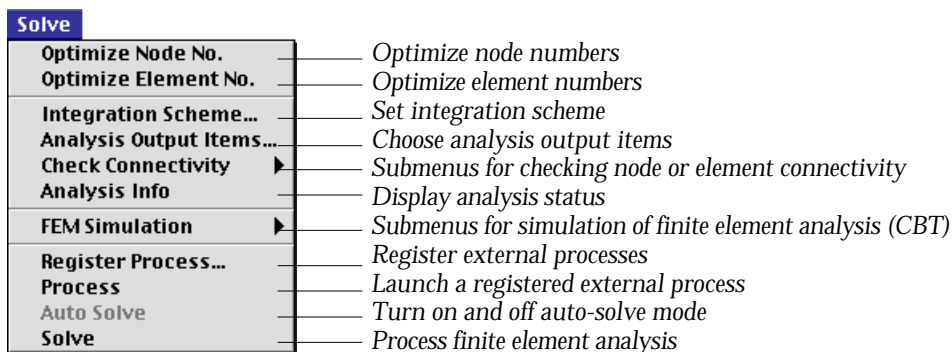 Solve
Optimize Node No. Optimize node numbers
Optimize Element No. Optimize element numbers
Integration Scheme... Set integration scheme
Analysis Output Items... Choose analysis output items
Check Connectivity Submenus for checking node or element connectivity
Analysis Info Display analysis status
FEM Simulation Submenus for simulation of finite element analysis (CBT)
Register Process... Register external processes
Process Launch a registered external process
Auto Solve Turn on and off auto-solve mode
Solve Process finite element analysis